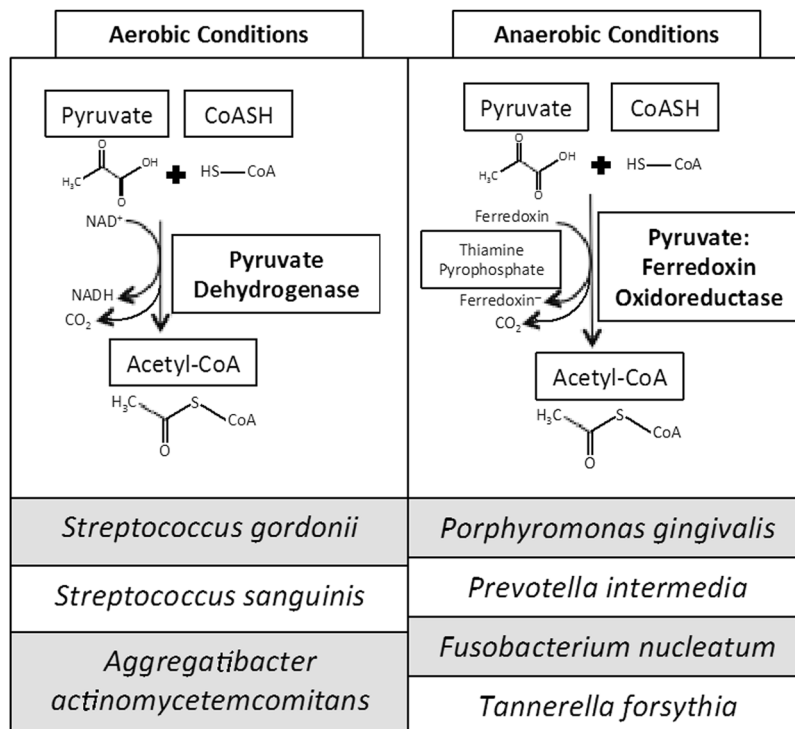 Aerobic Conditions
Pyruvate
CoASH
O
H₃C
OH
O
HS
CoA
NAD⁺
NADH
CO₂
Pyruvate
Dehydrogenase
Acetyl-CoA
H₃C
S
CoA
O
Streptococcus gordonii
Streptococcus sanguinis
Aggregatibacter
actinomycetemcomitans
Anaerobic Conditions
Pyruvate
CoASH
O
H₃C
OH
O
HS
CoA
Ferredoxin
Thiamine
Pyrophosphate
Ferredoxin⁻
CO₂
Pyruvate:
Ferredoxin
Oxidoreductase
Acetyl-CoA
H₃C
S
CoA
O
Porphyromonas gingivalis
Prevotella intermedia
Fusobacterium nucleatum
Tannerella forsythia